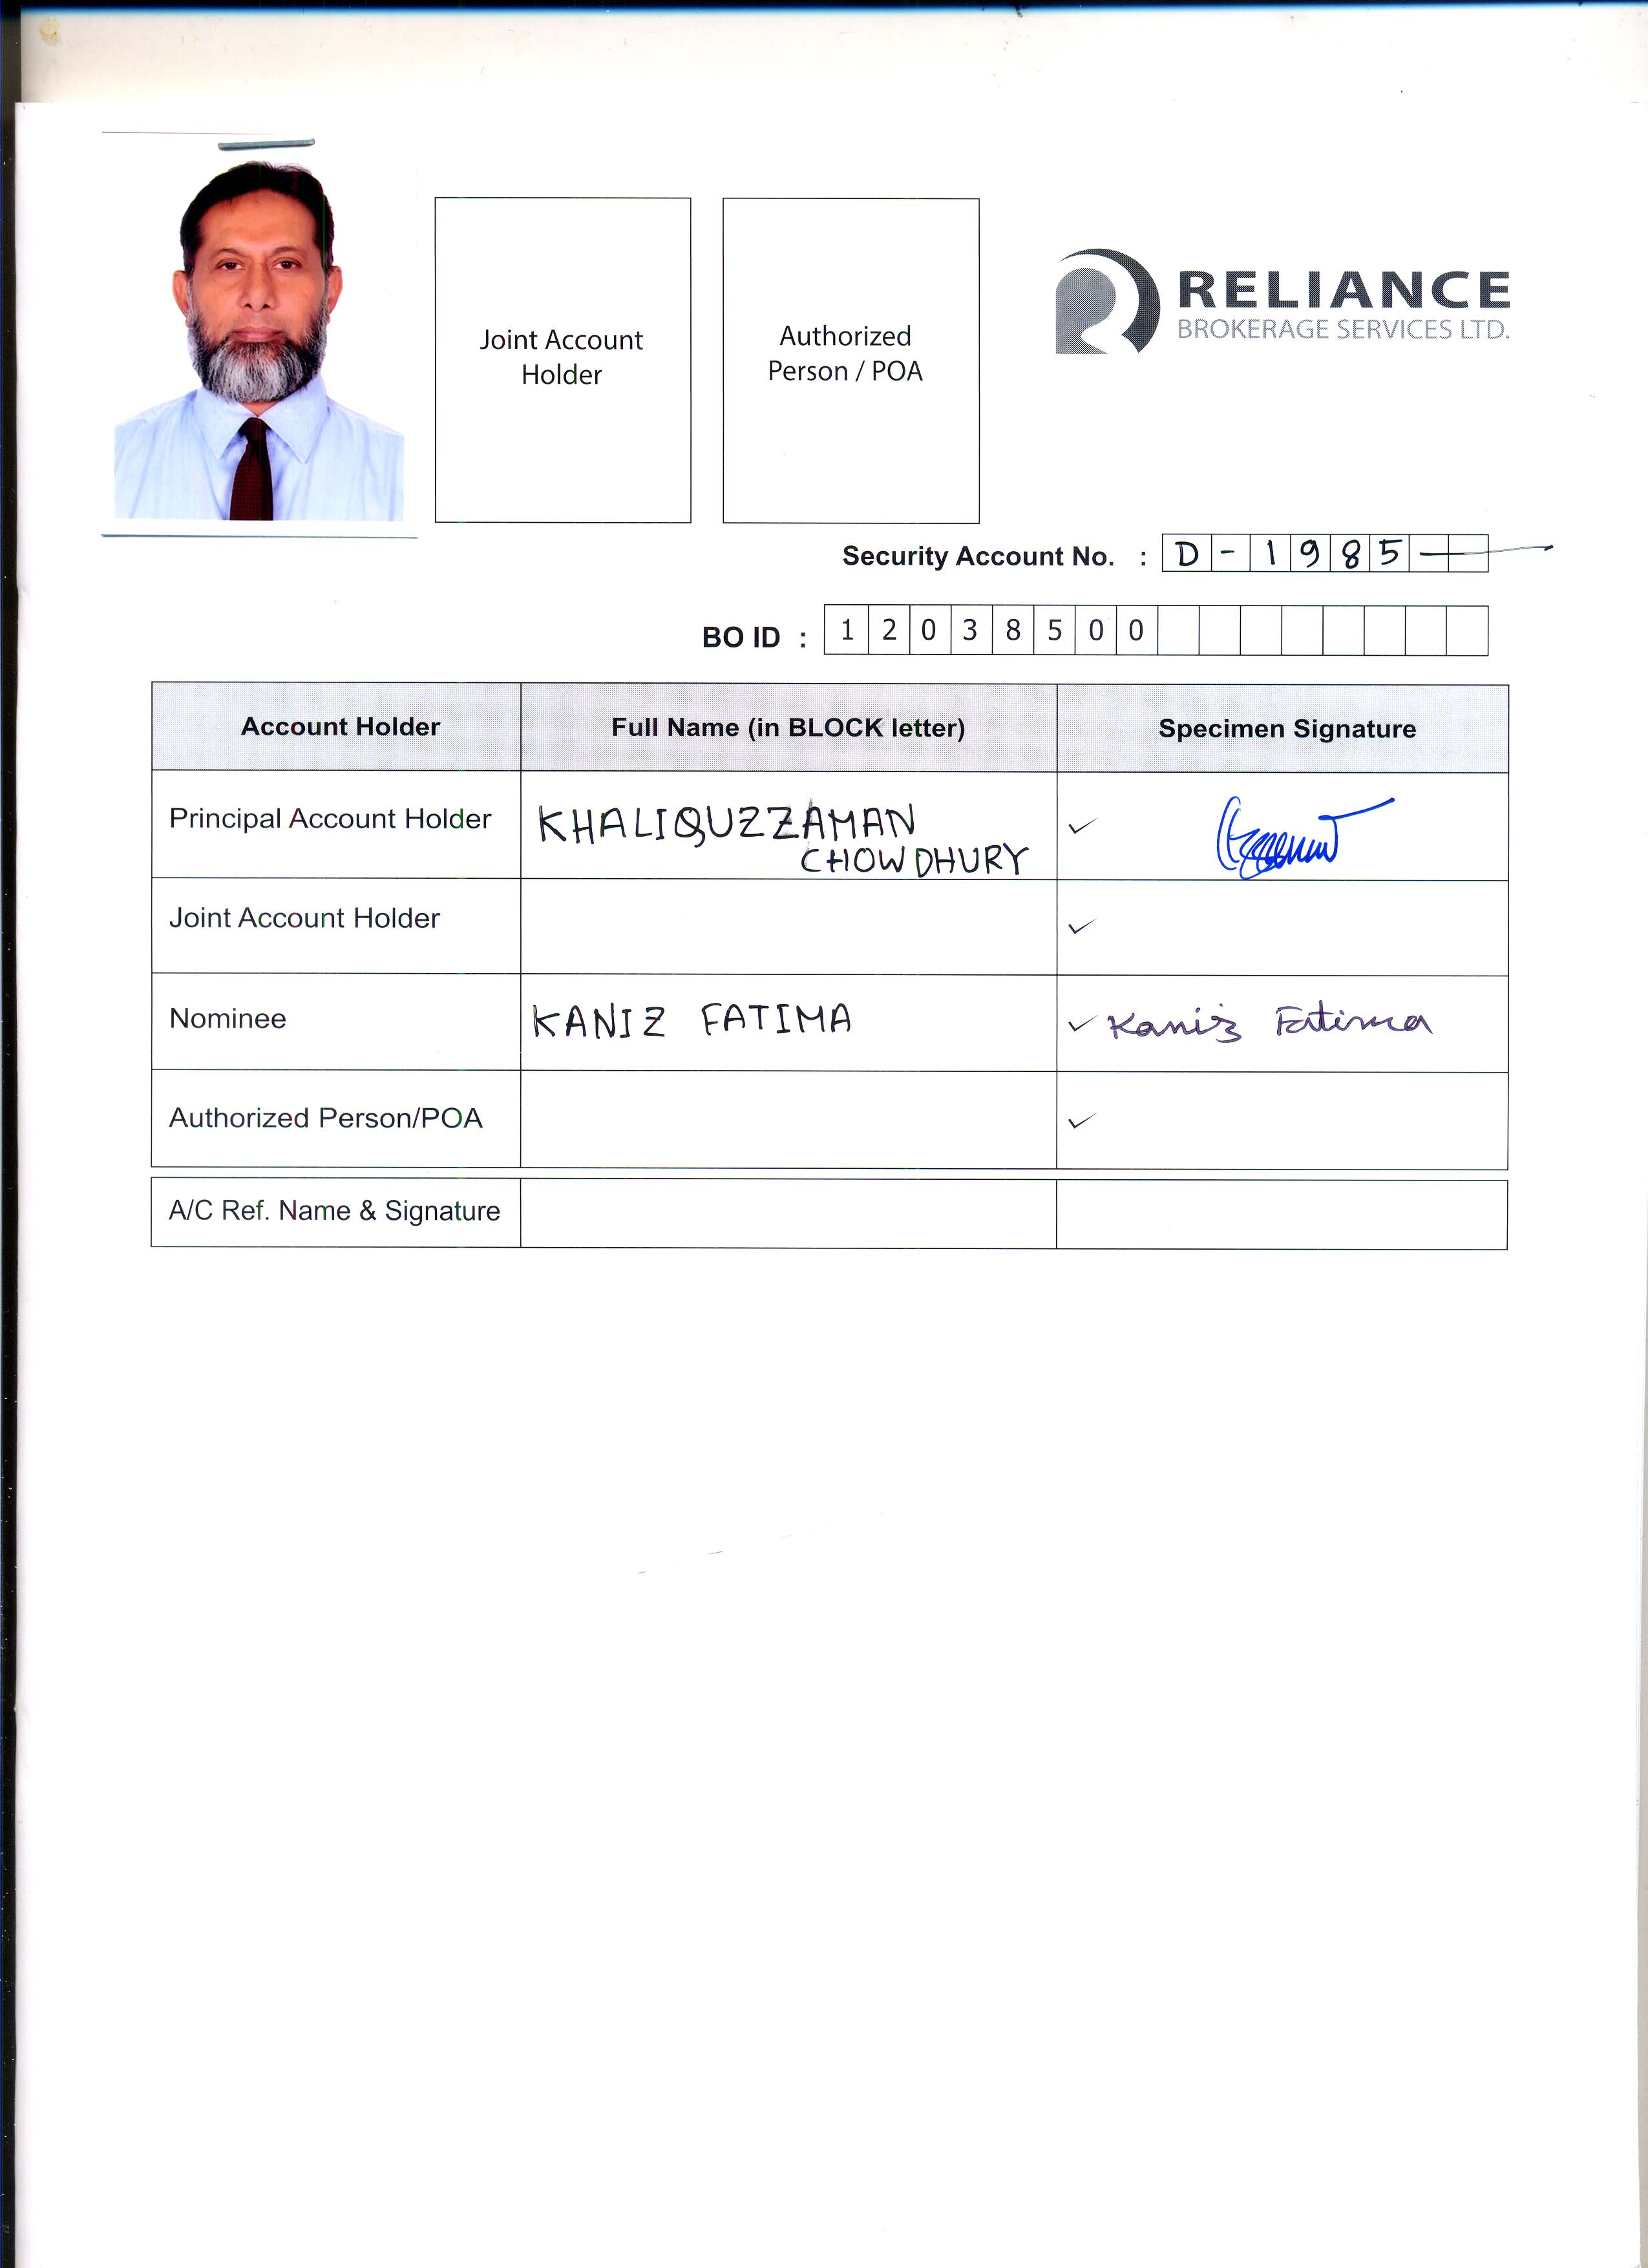 Joint Account
Holder
Authorized
Person / POA
RELIANCE
BROKERAGE SERVICES LTD.
Security Account No. : D - 1 9 8 5
BO ID : 1 2 0 3 8 5 0 0
Account Holder Full Name (in BLOCK letter) Specimen Signature
Principal Account Holder KHALIQUZZAMAN
CHOWDHURY
Joint Account Holder
Nominee KANIZ FATIMA Kaniz Fatima
Authorized Person/POA
A/C Ref. Name & Signature